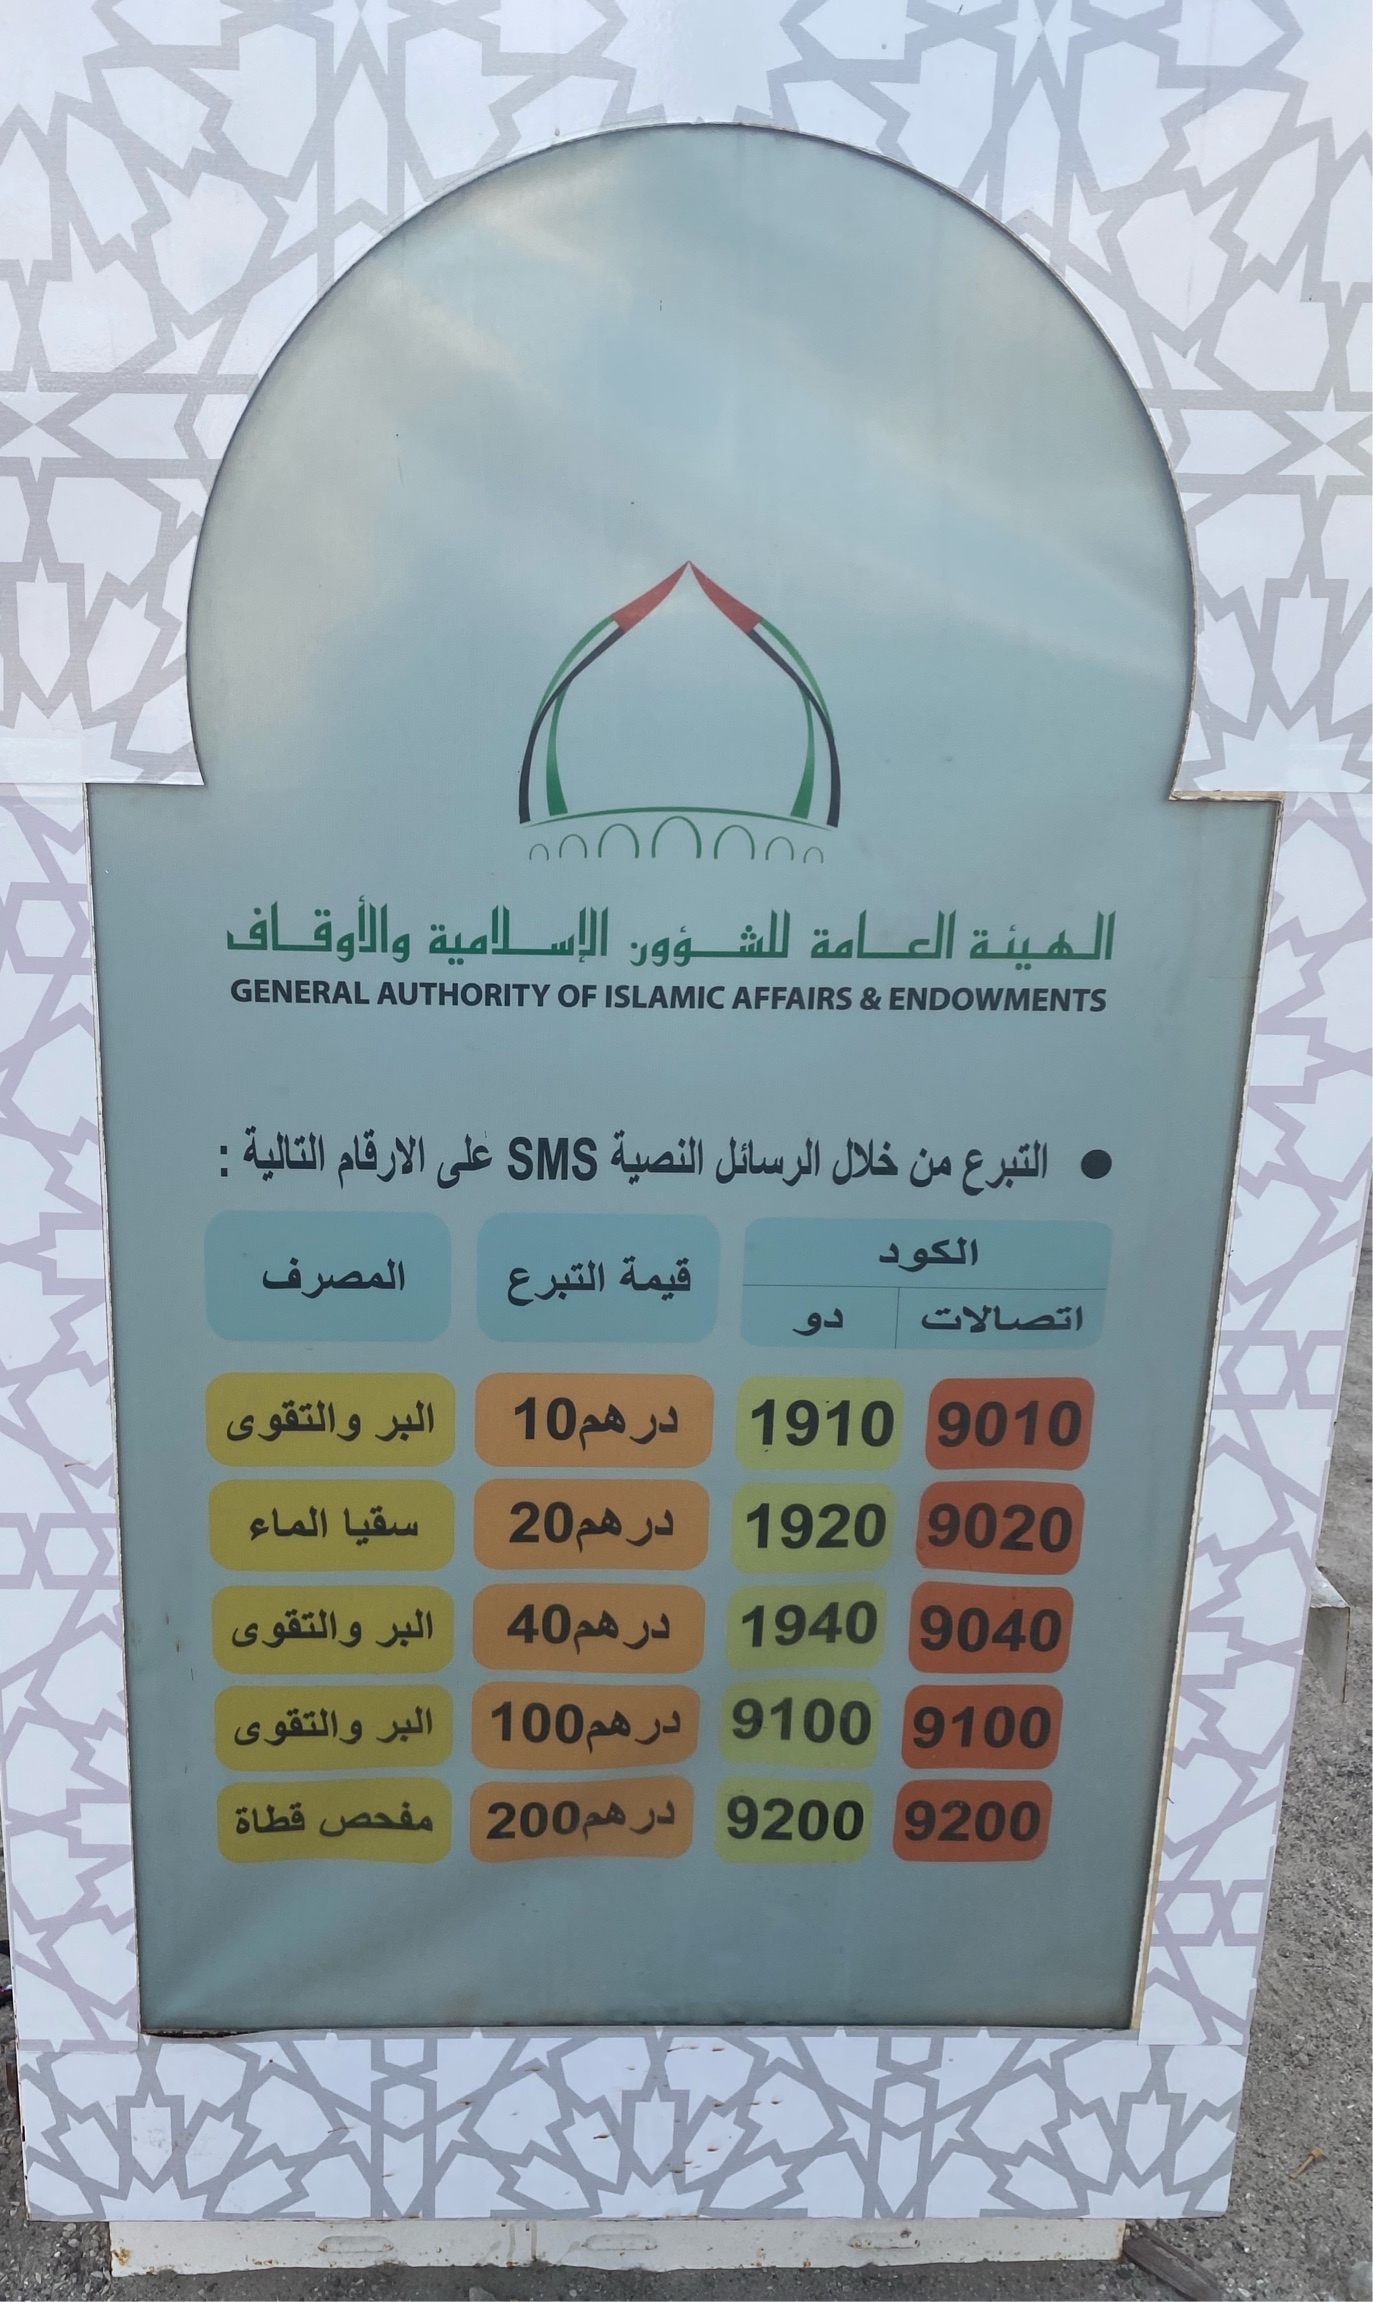 الهيئة العامة للشؤون الإسلامية والأوقاف
GENERAL AUTHORITY OF ISLAMIC AFFAIRS & ENDOWMENTS
● التبرع من خلال الرسائل النصية SMS على الارقام التالية :
الكود
اتصالات دو قيمة التبرع المصرف
9010 1910 درهم10 البر والتقوى
9020 1920 درهم20 سقيا الماء
9040 1940 درهم40 البر والتقوى
9100 9100 درهم100 البر والتقوى
9200 9200 درهم200 مفحص قطاة